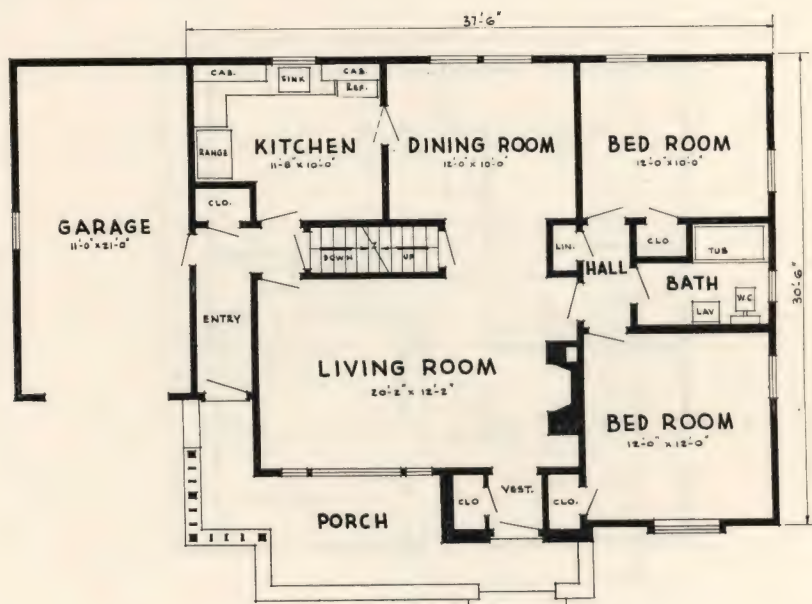 37'-6"
CAB.
SINK
CAB.
REF.
RANGE
KITCHEN
11'-8" x 10'-0"
DINING ROOM
12'-0" x 10'-0"
BED ROOM
12'-0" x 10'-0"
CLO.
GARAGE
11'-0" x 21'-0"
DOWN
UP
LIN.
HALL
CLO.
TUB
BATH
LAV
W.C.
30'-6"
ENTRY
LIVING ROOM
20'-2" x 12'-2"
BED ROOM
12'-0" x 12'-0"
CLO
VEST.
CLO.
PORCH